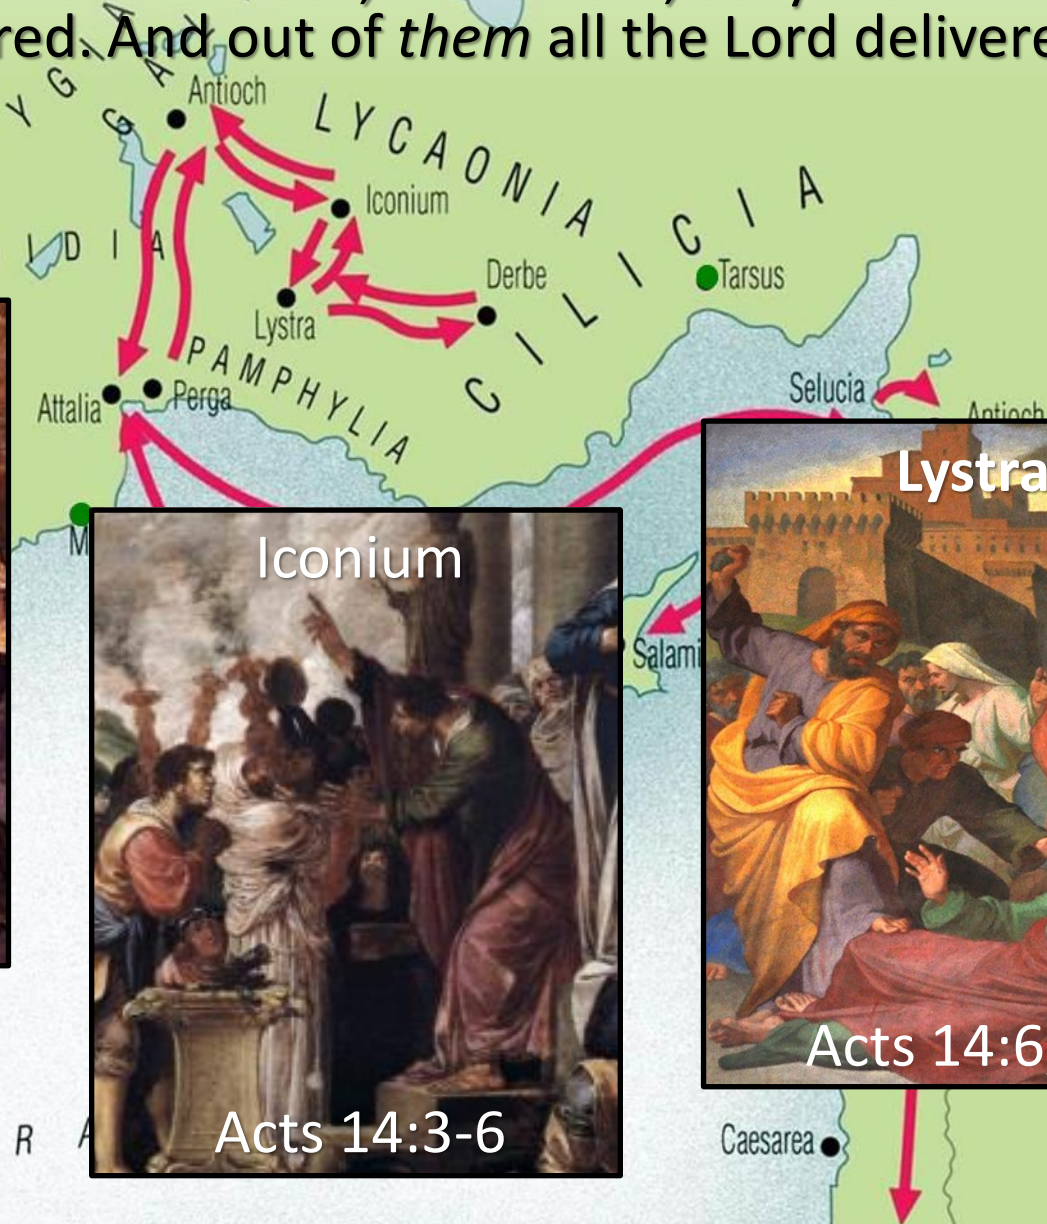 red. And out of them all the Lord delivere
Antioch
LYCAONIA
Iconium
CILICIA
Derbe
Tarsus
Lystra
PAMPHYLIA
Selucia
Attalia
Perga
Antioch
Lystra
Iconium
M
Salami
Acts 14:6
Acts 14:3-6
Caesarea